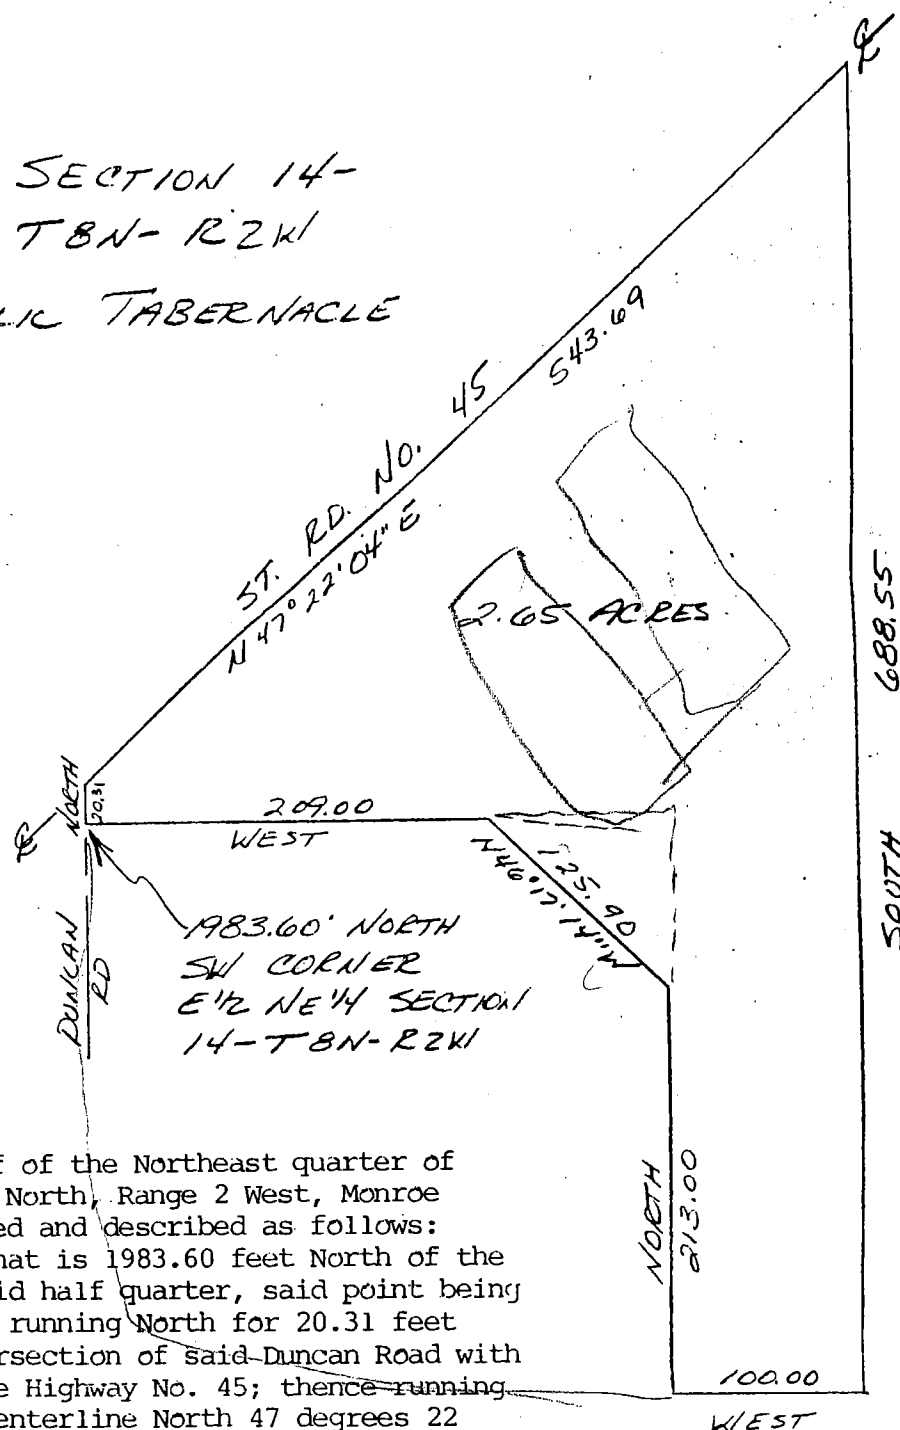 ℄
SECTION 14-
T8N- R2W
LIC TABERNACLE
ST. RD. NO. 45
N 47° 22' 04" E
543.69
2.65 ACRES
688.55
SOUTH
NORTH
20.31
℄
209.00
WEST
125.90
N46°17'14"W
DUNCAN
RD
1983.60' NORTH
SW CORNER
E 1/2 NE 1/4 SECTION
14-T8N-R2W
NORTH
213.00
100.00
WEST
f of the Northeast quarter of
North, Range 2 West, Monroe
ed and described as follows:
hat is 1983.60 feet North of the
id half quarter, said point being
running North for 20.31 feet
rsection of said Duncan Road with
e Highway No. 45; thence running
enterline North 47 degrees 22